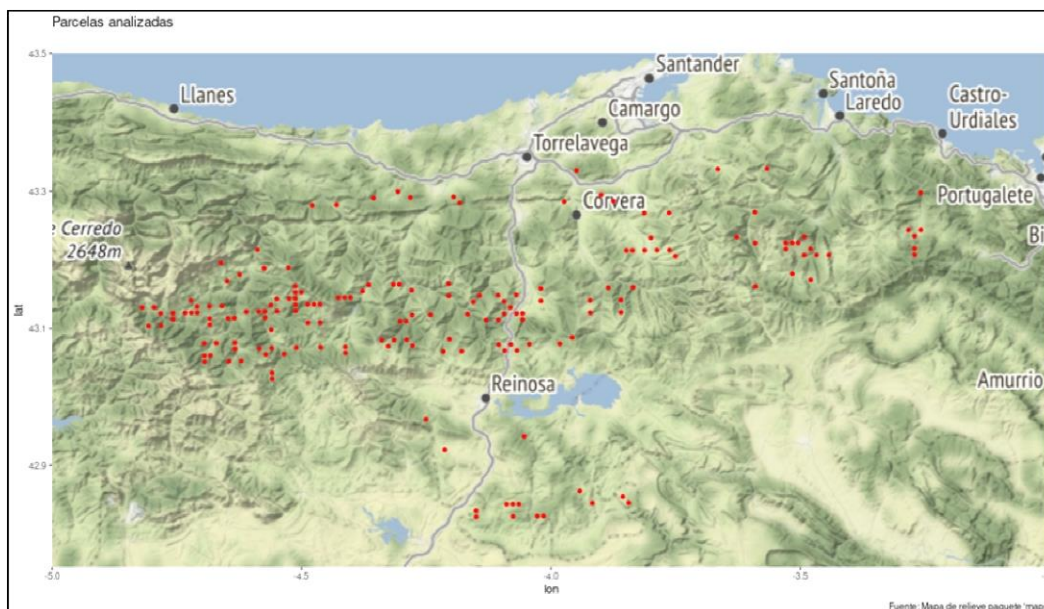 Parcelas analizadas
43.5
Santander
Santoña
Llanes
Laredo
Castro-
Camargo
Urdiales
Torrelavega
43.3
Portugalete
Corvera
e Cerredo
Bi
2648m
lat
43.1
Reinosa
Amurrio
42.9
-5.0
-4.5
-4.0
-3.5
lon
Fuente: Mapa de relieve paquete 'map